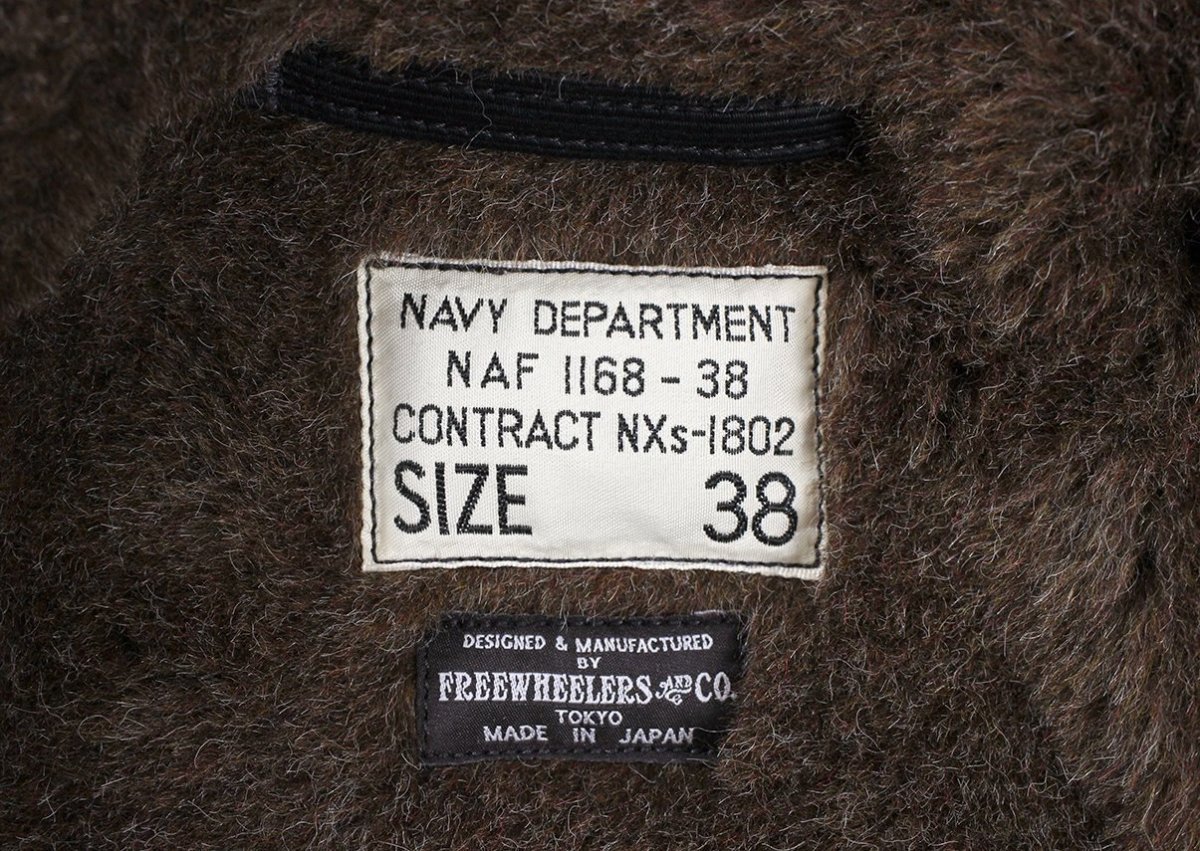 NAVY DEPARTMENT
NAF 1168 - 38
CONTRACT NXs-1802
SIZE 38
DESIGNED & MANUFACTURED
BY
FREEWHEELERS AND CO.
TOKYO
MADE IN JAPAN